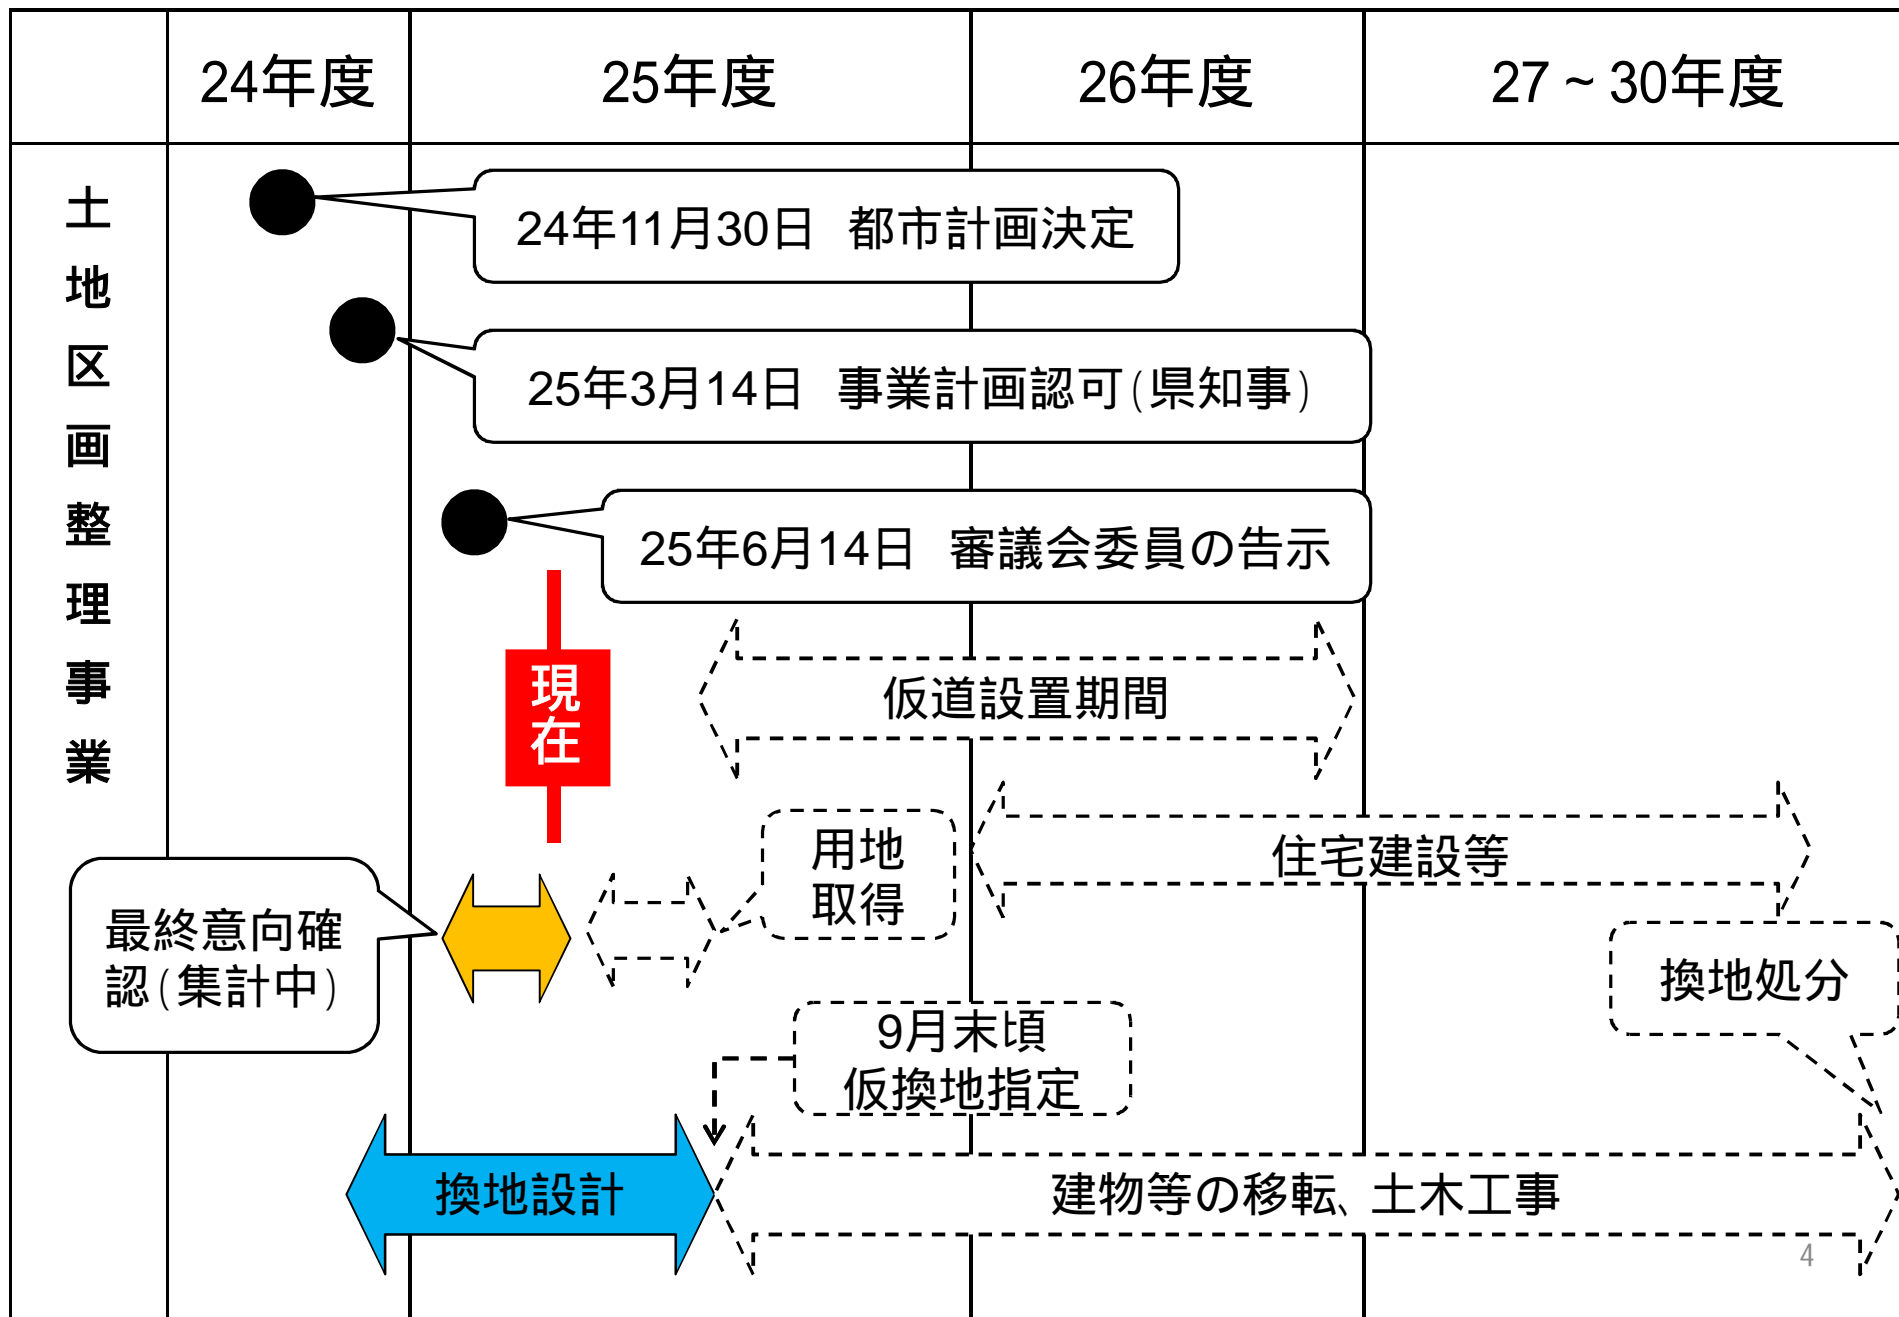 24年度
25年度
26年度
27 ~ 30年度
土地区画整理事業
24年11月30日　都市計画決定
25年3月14日　事業計画認可(県知事)
25年6月14日　審議会委員の告示
現在
仮道設置期間
用地
取得
住宅建設等
最終意向確
認(集計中)
換地処分
9月末頃
仮換地指定
換地設計
建物等の移転、土木工事
4